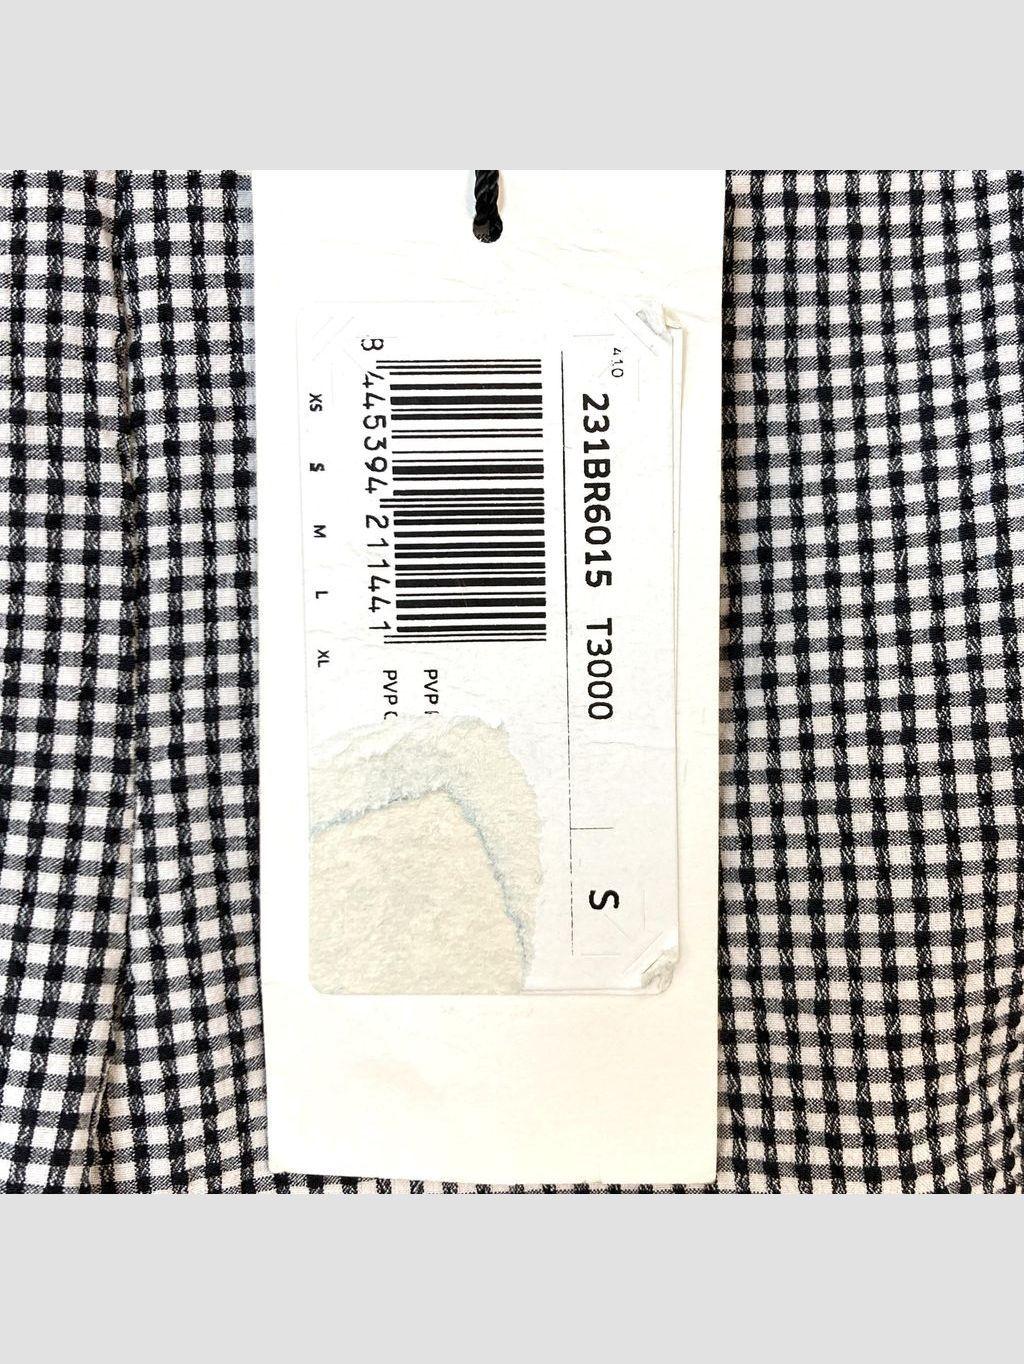 410
231BR6015 T3000 S
8 445394 211441
PVP
PVP
XS S M L XL